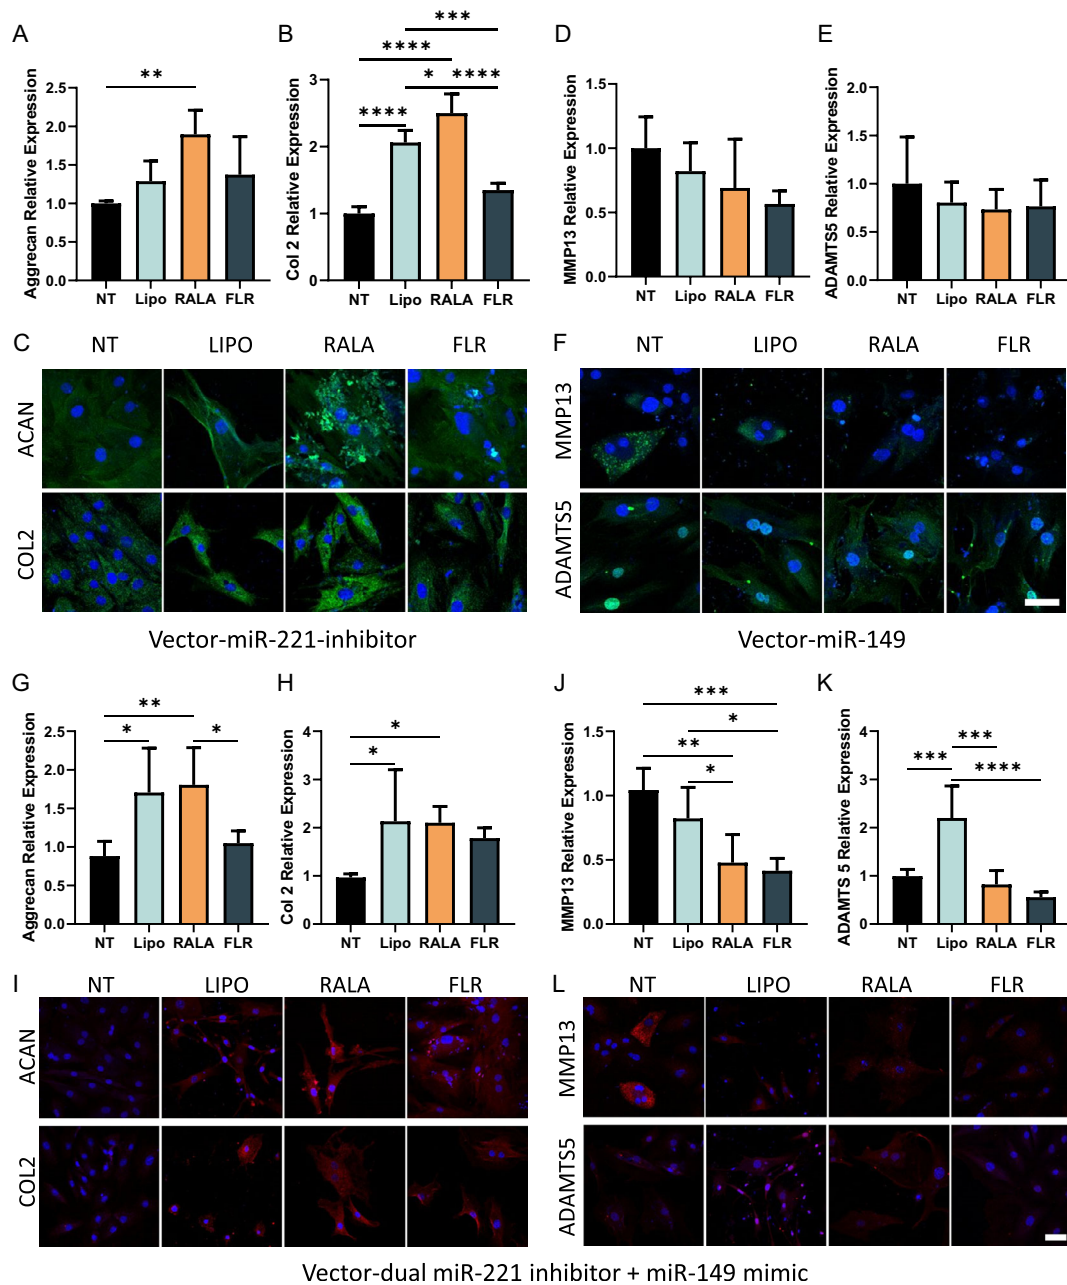 A
B
D
E
Aggrecan Relative Expression
2.5
2.0
1.5
1.0
0.5
0.0
**
NT Lipo RALA FLR
Col 2 Relative Expression
3
2
1
0
***
****
* ****
****
NT Lipo RALA FLR
MMP13 Relative Expression
1.5
1.0
0.5
0.0
NT Lipo RALA FLR
ADAMTS5 Relative Expression
2.0
1.5
1.0
0.5
0.0
NT Lipo RALA FLR
C
NT LIPO RALA FLR
ACAN
COL2
Vector-miR-221-inhibitor
F
NT LIPO RALA FLR
MMP13
ADAMTS5
Vector-miR-149
G
H
J
K
Aggrecan Relative Expression
2.5
2.0
1.5
1.0
0.5
0.0
**
* *
NT Lipo RALA FLR
Col 2 Relative Expression
4
3
2
1
0
*
*
NT Lipo RALA FLR
MMP13 Relative Expression
1.5
1.0
0.5
0.0
***
*
**
*
NT Lipo RALA FLR
ADAMTS 5 Relative Expression
4
3
2
1
0
***
***
****
NT Lipo RALA FLR
I
NT LIPO RALA FLR
ACAN
COL2
L
NT LIPO RALA FLR
MMP13
ADAMTS5
Vector-dual miR-221 inhibitor + miR-149 mimic